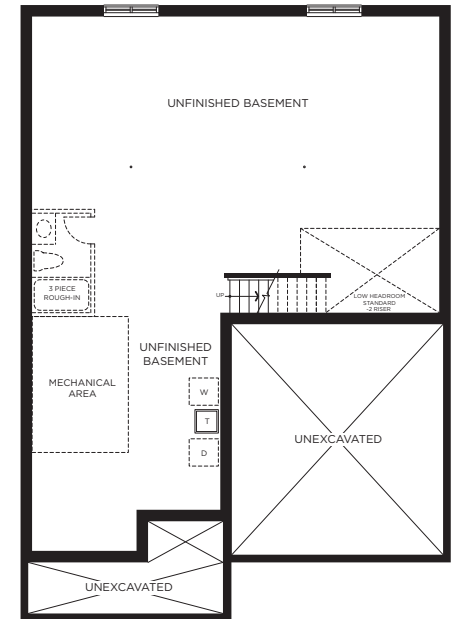 UNFINISHED BASEMENT
3 PIECE
ROUGH-IN
UP
LOW HEADROOM
STANDARD
-2 RISER
UNFINISHED
BASEMENT
MECHANICAL
AREA
W
T
D
UNEXCAVATED
UNEXCAVATED